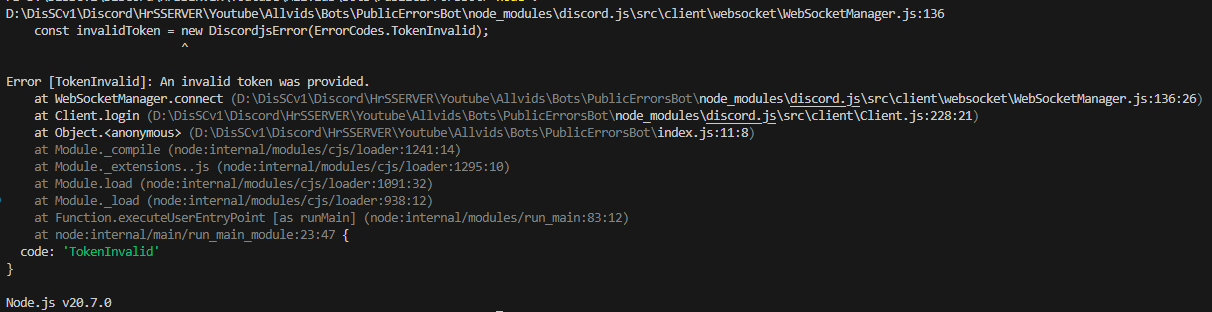 D:\DisSCv1\Discord\HrSSERVER\Youtube\Allvids\Bots\PublicErrorsBot\node_modules\discord.js\src\client\websocket\WebSocketManager.js:136
    const invalidToken = new DiscordjsError(ErrorCodes.TokenInvalid);
                         ^
Error [TokenInvalid]: An invalid token was provided.
    at WebSocketManager.connect (D:\DisSCv1\Discord\HrSSERVER\Youtube\Allvids\Bots\PublicErrorsBot\node_modules\discord.js\src\client\websocket\WebSocketManager.js:136:26)
    at Client.login (D:\DisSCv1\Discord\HrSSERVER\Youtube\Allvids\Bots\PublicErrorsBot\node_modules\discord.js\src\client\Client.js:228:21)
    at Object.<anonymous> (D:\DisSCv1\Discord\HrSSERVER\Youtube\Allvids\Bots\PublicErrorsBot\index.js:11:8)
    at Module._compile (node:internal/modules/cjs/loader:1241:14)
    at Module._extensions..js (node:internal/modules/cjs/loader:1295:10)
    at Module.load (node:internal/modules/cjs/loader:1091:32)
    at Module._load (node:internal/modules/cjs/loader:938:12)
    at Function.executeUserEntryPoint [as runMain] (node:internal/modules/run_main:83:12)
    at node:internal/main/run_main_module:23:47 {
  code: 'TokenInvalid'
}
Node.js v20.7.0